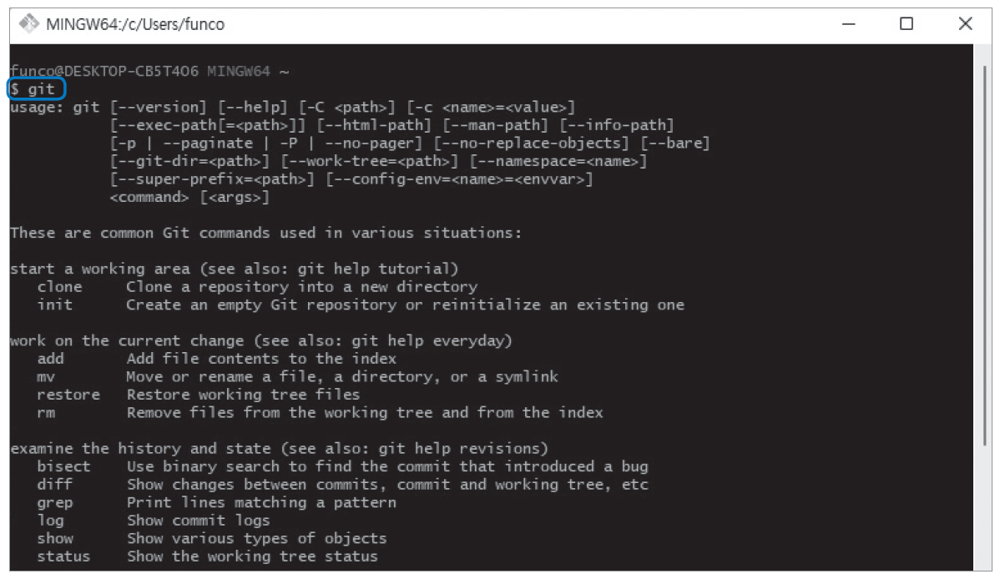 MINGW64:/c/Users/funco
funco@DESKTOP-CB5T4O6 MINGW64 ~
$ git
usage: git [--version] [--help] [-C <path>] [-c <name>=<value>]
           [--exec-path[=<path>]] [--html-path] [--man-path] [--info-path]
           [-p | --paginate | -P | --no-pager] [--no-replace-objects] [--bare]
           [--git-dir=<path>] [--work-tree=<path>] [--namespace=<name>]
           [--super-prefix=<path>] [--config-env=<name>=<envvar>]
           <command> [<args>]
These are common Git commands used in various situations:
start a working area (see also: git help tutorial)
   clone     Clone a repository into a new directory
   init      Create an empty Git repository or reinitialize an existing one
work on the current change (see also: git help everyday)
   add       Add file contents to the index
   mv        Move or rename a file, a directory, or a symlink
   restore   Restore working tree files
   rm        Remove files from the working tree and from the index
examine the history and state (see also: git help revisions)
   bisect    Use binary search to find the commit that introduced a bug
   diff      Show changes between commits, commit and working tree, etc
   grep      Print lines matching a pattern
   log       Show commit logs
   show      Show various types of objects
   status    Show the working tree status